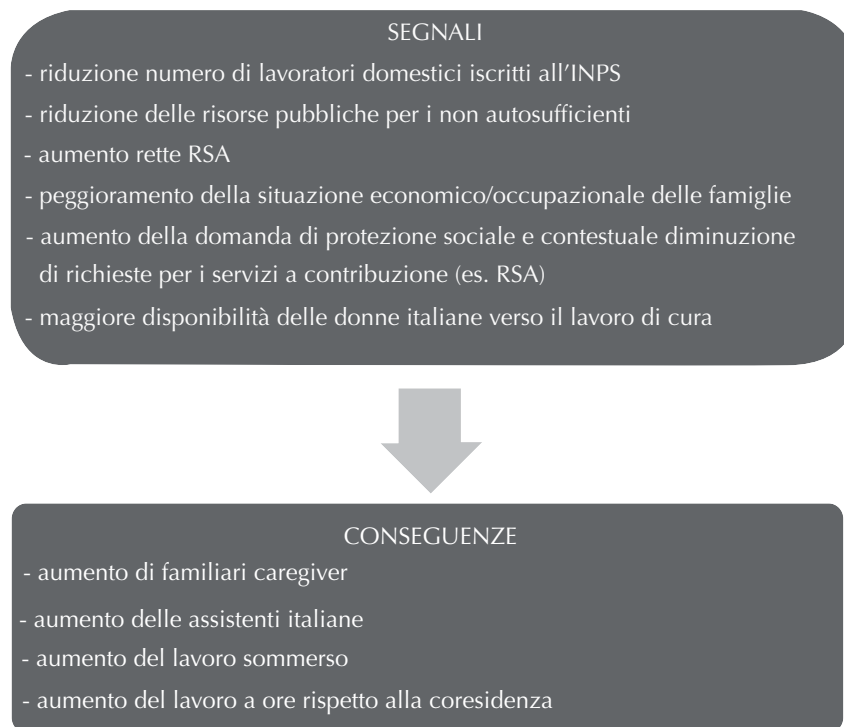 SEGNALI
- riduzione numero di lavoratori domestici iscritti all’INPS
- riduzione delle risorse pubbliche per i non autosufficienti
- aumento rette RSA
- peggioramento della situazione economico/occupazionale delle famiglie
- aumento della domanda di protezione sociale e contestuale diminuzione
di richieste per i servizi a contribuzione (es. RSA)
- maggiore disponibilità delle donne italiane verso il lavoro di cura
CONSEGUENZE
- aumento di familiari caregiver
- aumento delle assistenti italiane
- aumento del lavoro sommerso
- aumento del lavoro a ore rispetto alla coresidenza